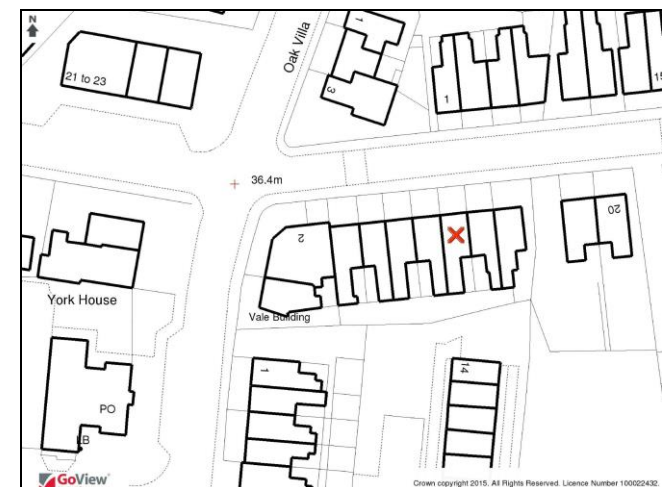 N
Oak Villa
1
3
21 to 23
1
15
36.4m
2
20
York House
Vale Building
1
14
PO
LB
GoView
Crown copyright 2015. All Rights Reserved. Licence Number 100022432.